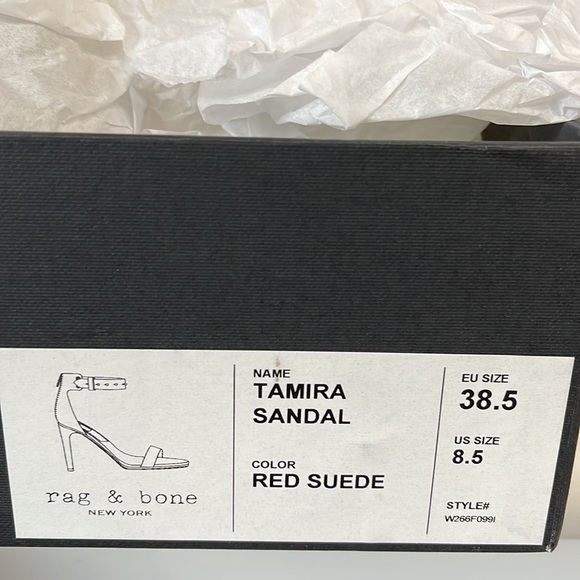 rag & bone
NEW YORK
NAME
TAMIRA
SANDAL
COLOR
RED SUEDE
EU SIZE
38.5
US SIZE
8.5
STYLE#
W266F099I